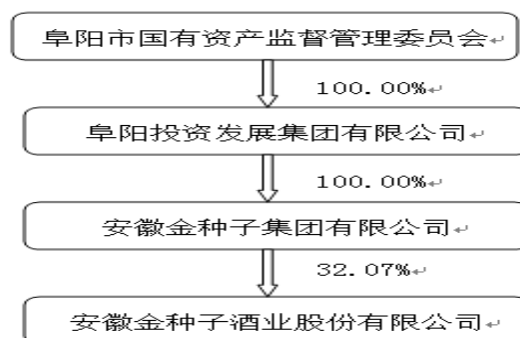 阜阳市国有资产监督管理委员会↵
100.00%↵
阜阳投资发展集团有限公司↵
100.00%↵
安徽金种子集团有限公司↵
32.07%↵
安徽金种子酒业股份有限公司↵